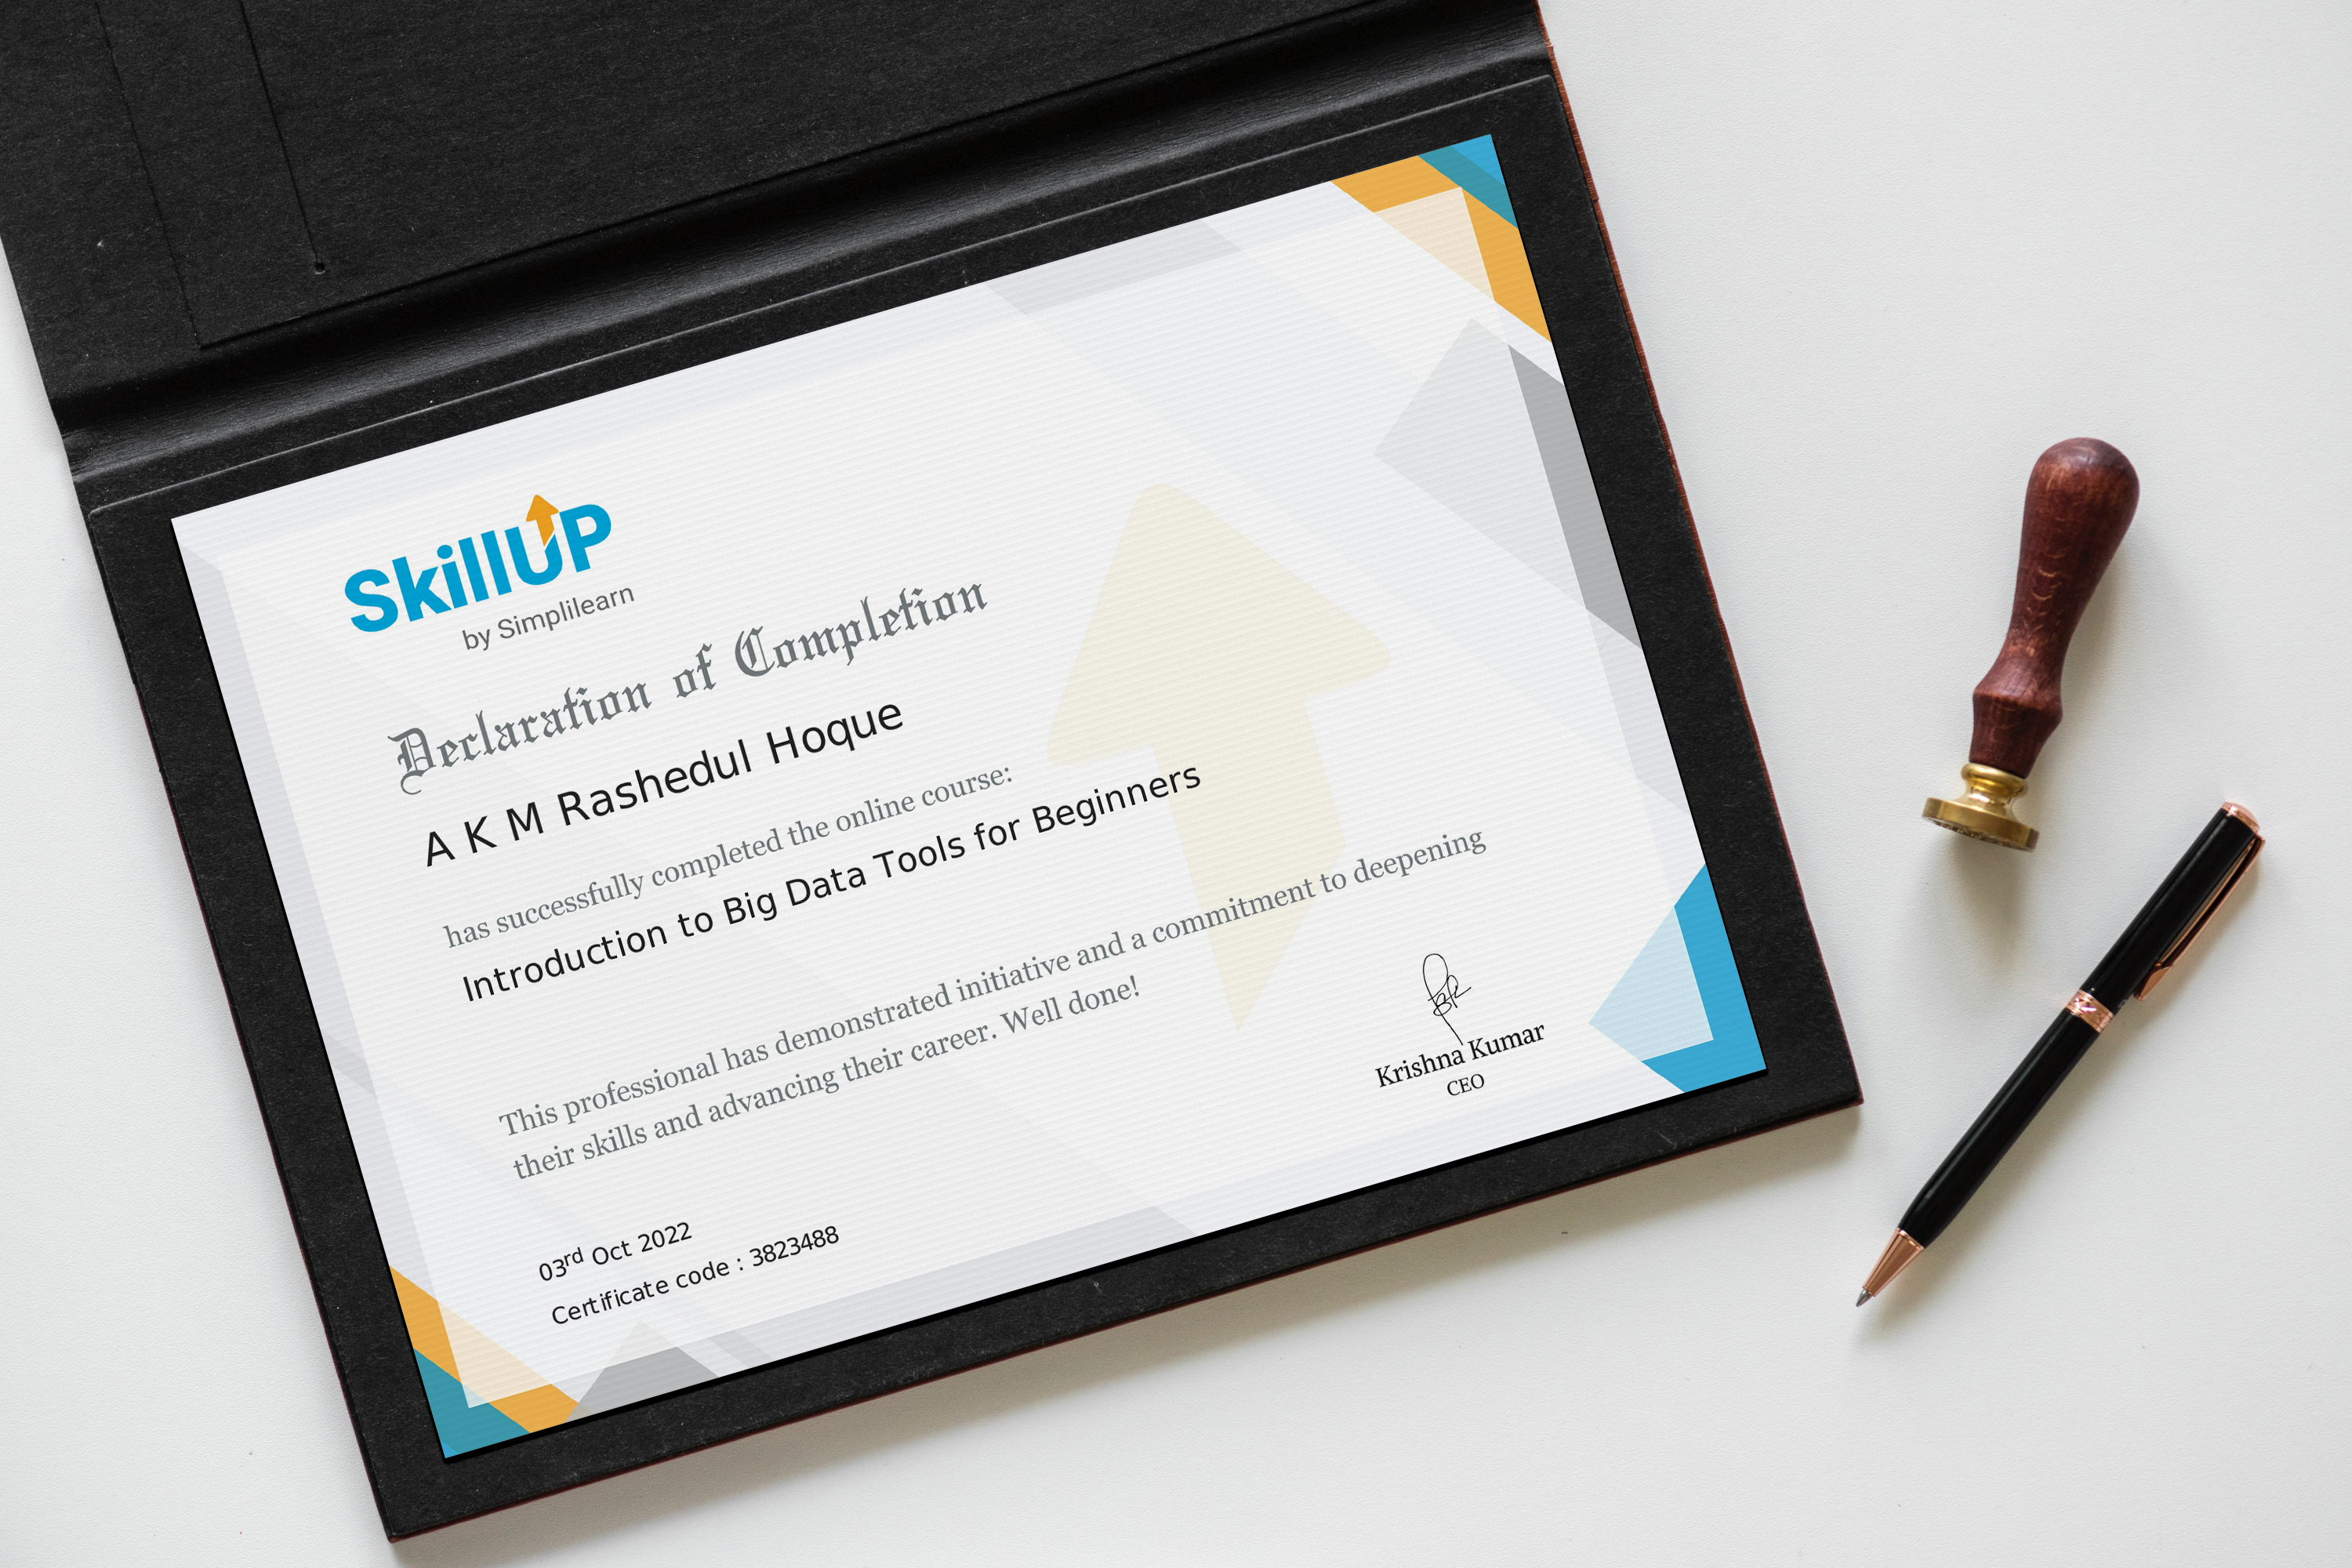 SkillUP
by Simplilearn
Declaration of Completion
A K M Rashedul Hoque
has successfully completed the online course:
Introduction to Big Data Tools for Beginners
This professional has demonstrated initiative and a commitment to deepening
their skills and advancing their career. Well done!
Krishna Kumar
CEO
03rd Oct 2022
Certificate code : 3823488